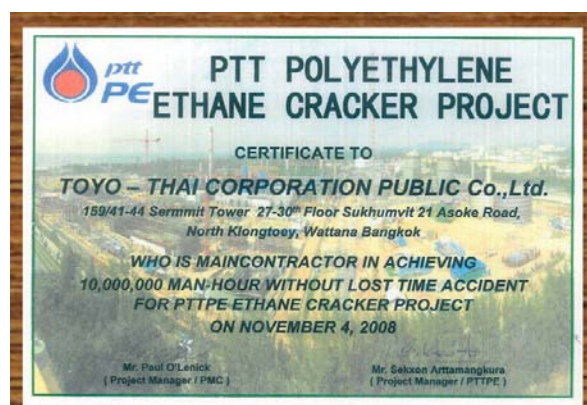 ptt
PE
PTT POLYETHYLENE
ETHANE CRACKER PROJECT
CERTIFICATE TO
TOYO – THAI CORPORATION PUBLIC Co.,Ltd.
159/41-44 Sermmit Tower 27-30th Floor Sukhumvit 21 Asoke Road,
North Klongtoey, Wattana Bangkok
WHO IS MAINCONTRACTOR IN ACHIEVING
10,000,000 MAN-HOUR WITHOUT LOST TIME ACCIDENT
FOR PTTPE ETHANE CRACKER PROJECT
ON NOVEMBER 4, 2008
Mr. Paul O'Lenick
( Project Manager / PMC )
Mr. Sekxon Arttamangkura
( Project Manager / PTTPE )